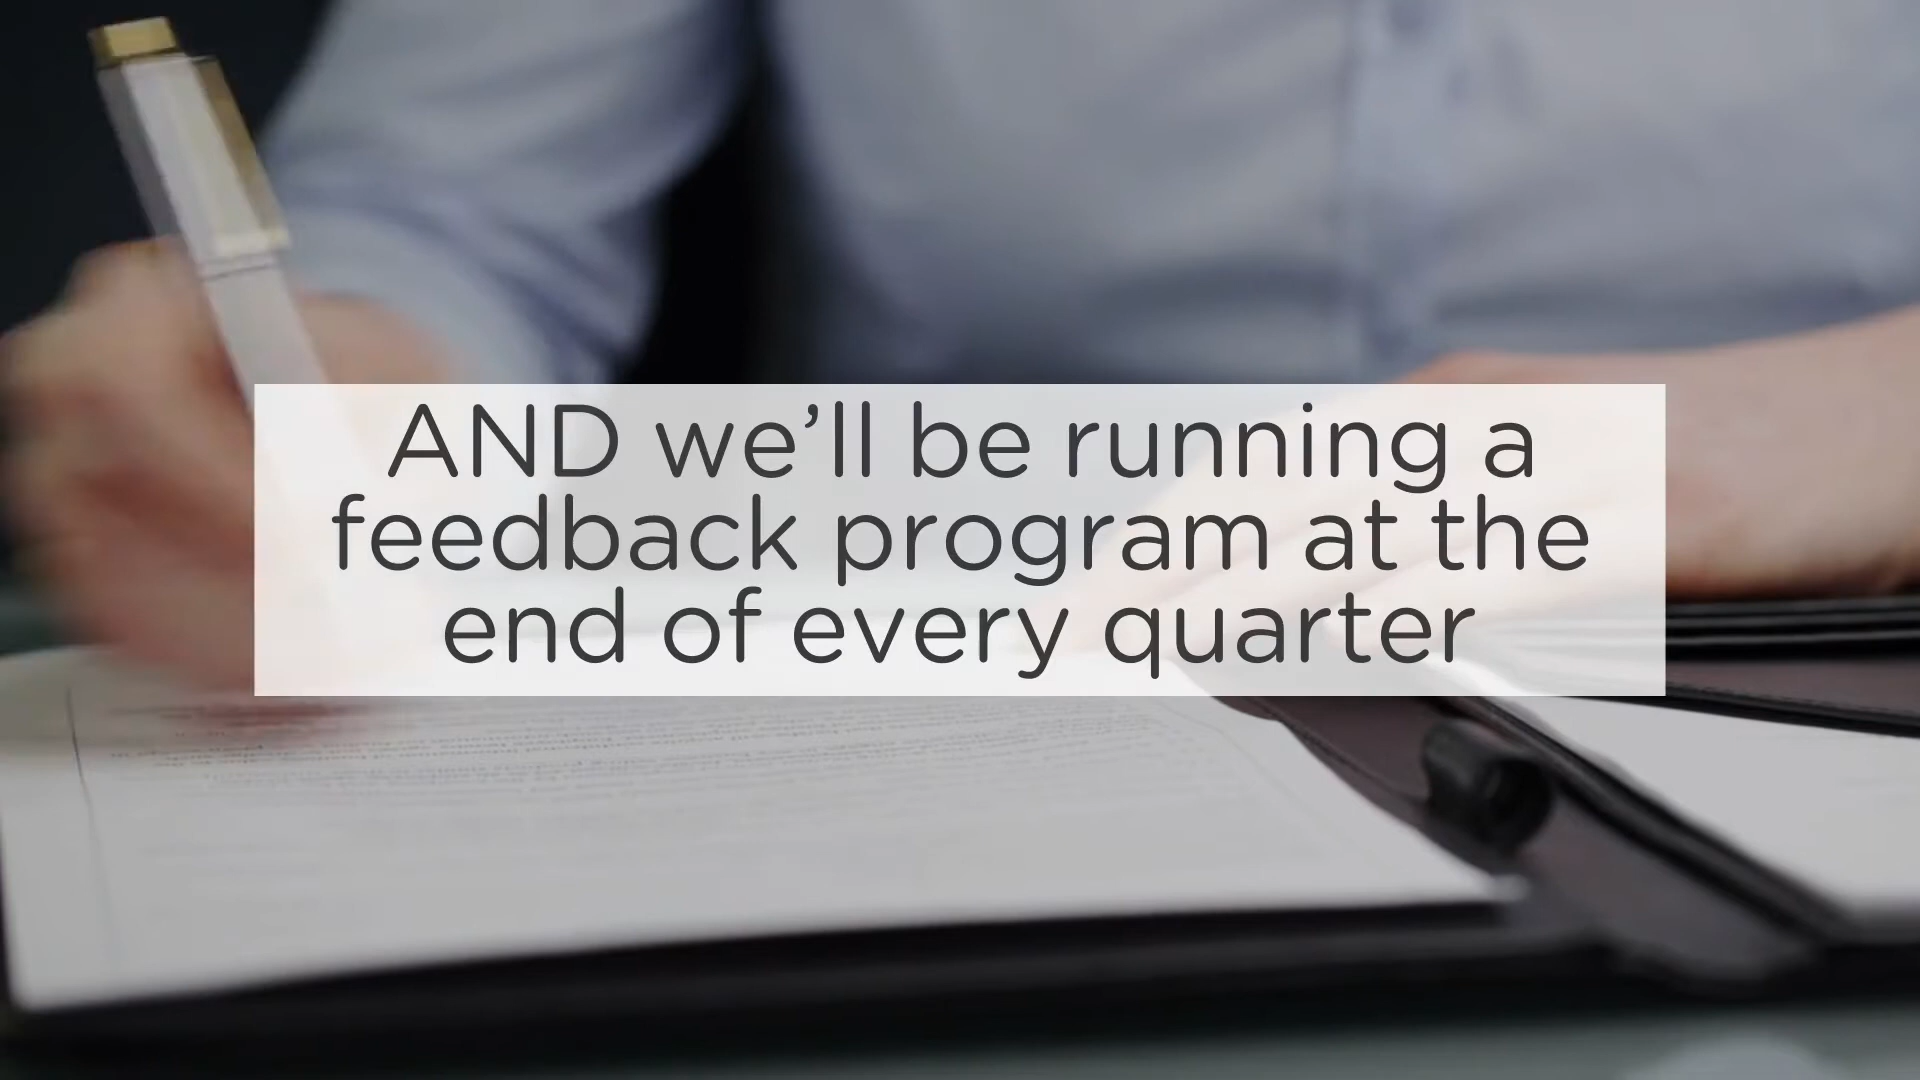 AND we’ll be running a
feedback program at the
end of every quarter